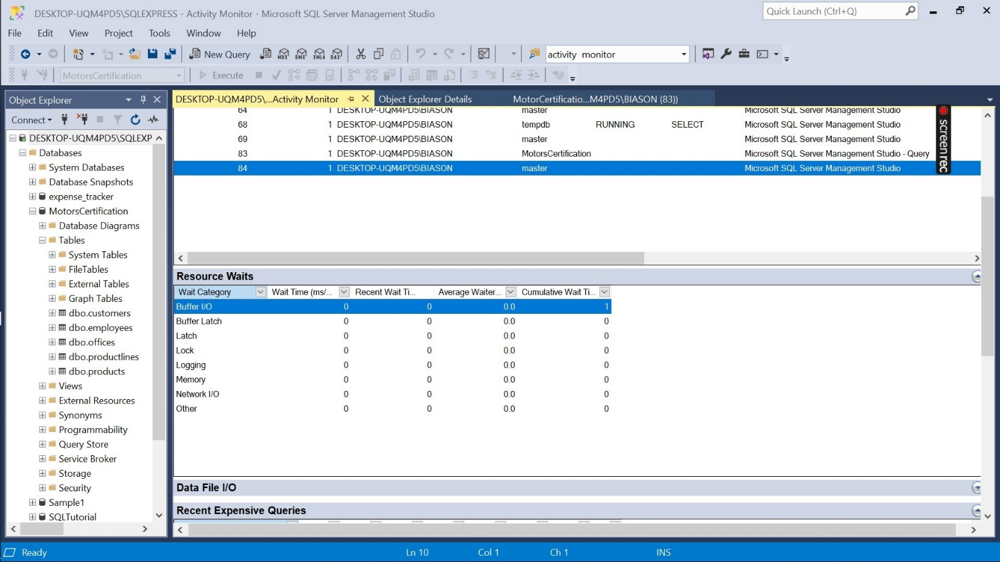 DESKTOP-UQM4PD5\SQLEXPRESS - Activity Monitor - Microsoft SQL Server Management Studio
Quick Launch (Ctrl+Q)
File Edit View Project Tools Window Help
New Query MDX DMX XMLA DAX activity monitor
MotorsCertification Execute
Object Explorer
Connect
DESKTOP-UQM4PD5\SQLEXP
Databases
System Databases
Database Snapshots
expense_tracker
MotorsCertification
Database Diagrams
Tables
System Tables
FileTables
External Tables
Graph Tables
dbo.customers
dbo.employees
dbo.offices
dbo.productlines
dbo.products
Views
External Resources
Synonyms
Programmability
Query Store
Service Broker
Storage
Security
Sample1
SQLTutorial
DESKTOP-UQM4PD5\...Activity Monitor Object Explorer Details MotorCertificatio...M4PD5\BIASON (83))
64 1 DESKTOP-UQM4PD5\BIASON master Microsoft SQL Server Management Studio
68 1 DESKTOP-UQM4PD5\BIASON tempdb RUNNING SELECT Microsoft SQL Server Management Studio
69 1 DESKTOP-UQM4PD5\BIASON master Microsoft SQL Server Management Studio
83 1 DESKTOP-UQM4PD5\BIASON MotorsCertification Microsoft SQL Server Management Studio - Query
84 1 DESKTOP-UQM4PD5\BIASON master Microsoft SQL Server Management Studio
screen rec
Resource Waits
Wait Category Wait Time (ms/... Recent Wait Ti... Average Waiter... Cumulative Wait Ti...
Buffer I/O 0 0 0.0 1
Buffer Latch 0 0 0.0 0
Latch 0 0 0.0 0
Lock 0 0 0.0 0
Logging 0 0 0.0 0
Memory 0 0 0.0 0
Network I/O 0 0 0.0 0
Other 0 0 0.0 0
Data File I/O
Recent Expensive Queries
Ready Ln 10 Col 1 Ch 1 INS